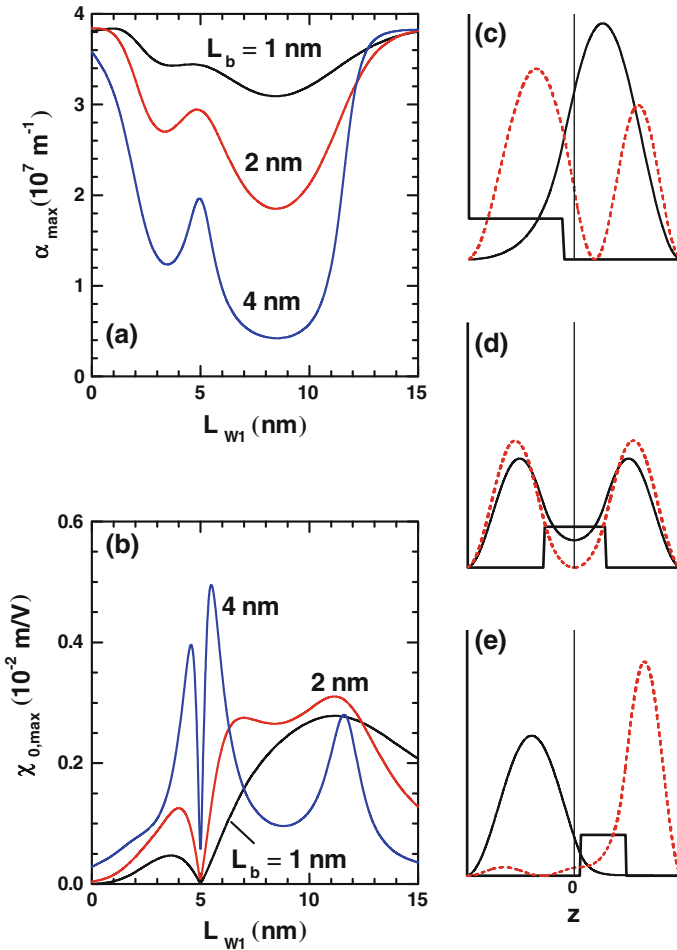 4
3
2
1
0
α max (10⁷ m⁻¹)
L b = 1 nm
2 nm
4 nm
(a)
0 5 10 15
L W1 (nm)
0.6
0.4
0.2
0.0
χ 0,max (10⁻² m/V)
(b)
4 nm
2 nm
L b = 1 nm
0 5 10 15
L W1 (nm)
(c)
(d)
(e)
0
z